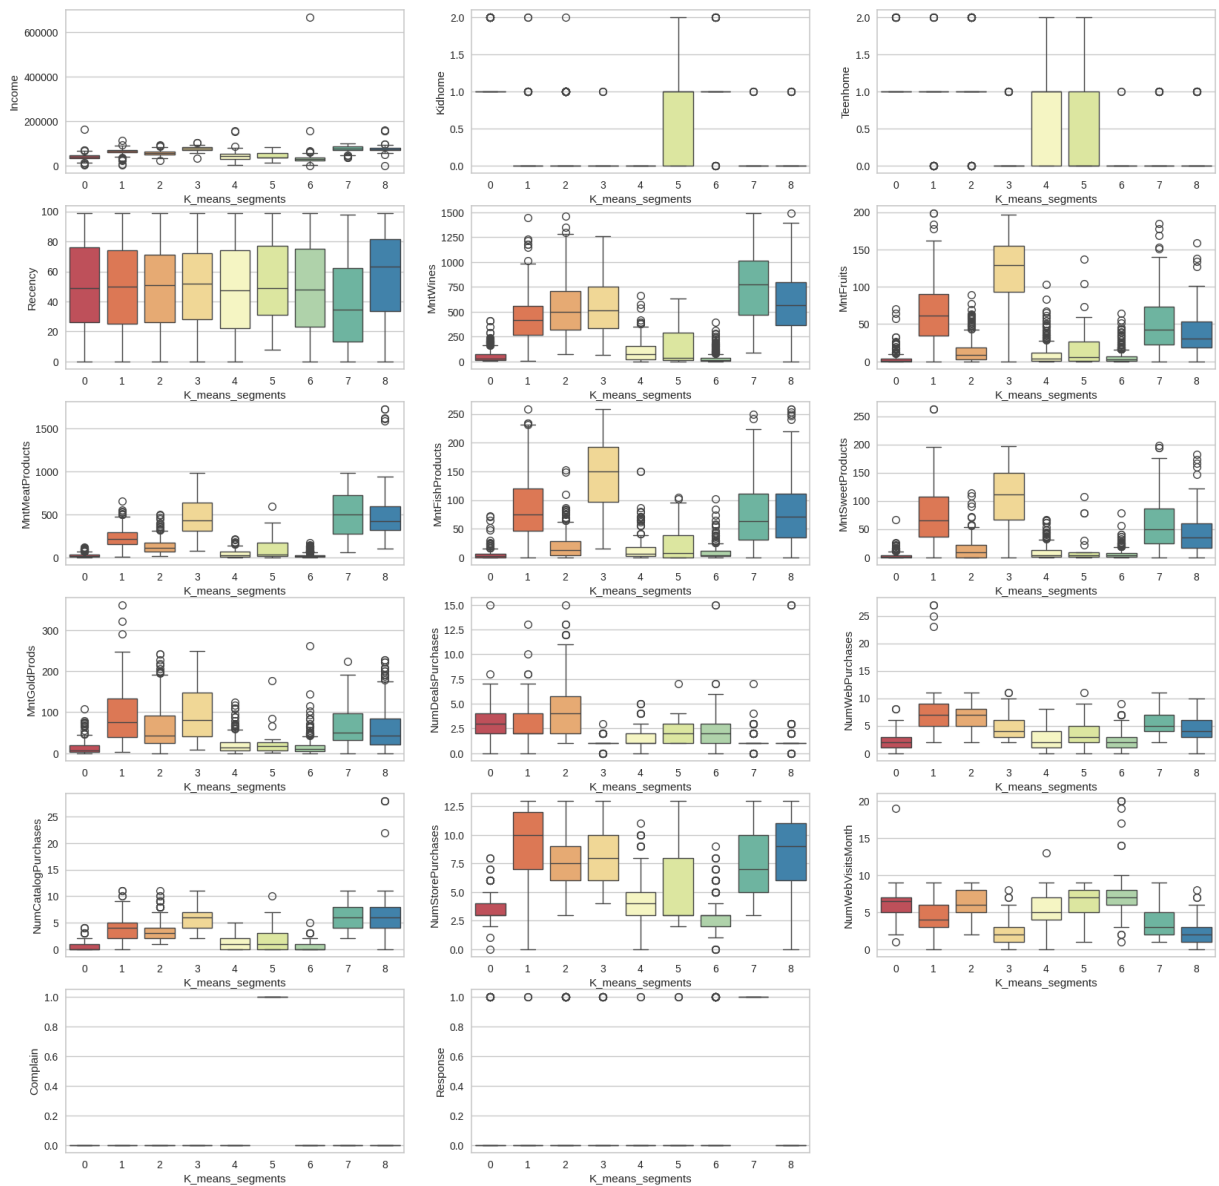 Income
600000
400000
200000
0
0 1 2 3 4 5 6 7 8
K_means_segments
Kidhome
2.0
1.5
1.0
0.5
0.0
0 1 2 3 4 5 6 7 8
K_means_segments
Teenhome
2.0
1.5
1.0
0.5
0.0
0 1 2 3 4 5 6 7 8
K_means_segments
Recency
100
80
60
40
20
0
0 1 2 3 4 5 6 7 8
K_means_segments
MntWines
1500
1250
1000
750
500
250
0
0 1 2 3 4 5 6 7 8
K_means_segments
MntFruits
200
150
100
50
0
0 1 2 3 4 5 6 7 8
K_means_segments
MntMeatProducts
1500
1000
500
0
0 1 2 3 4 5 6 7 8
K_means_segments
MntFishProducts
250
200
150
100
50
0
0 1 2 3 4 5 6 7 8
K_means_segments
MntSweetProducts
250
200
150
100
50
0
0 1 2 3 4 5 6 7 8
K_means_segments
MntGoldProds
300
200
100
0
0 1 2 3 4 5 6 7 8
K_means_segments
NumDealsPurchases
15.0
12.5
10.0
7.5
5.0
2.5
0.0
0 1 2 3 4 5 6 7 8
K_means_segments
NumWebPurchases
25
20
15
10
5
0
0 1 2 3 4 5 6 7 8
K_means_segments
NumCatalogPurchases
25
20
15
10
5
0
0 1 2 3 4 5 6 7 8
K_means_segments
NumStorePurchases
12.5
10.0
7.5
5.0
2.5
0.0
0 1 2 3 4 5 6 7 8
K_means_segments
NumWebVisitsMonth
20
15
10
5
0
0 1 2 3 4 5 6 7 8
K_means_segments
Complain
1.0
0.8
0.6
0.4
0.2
0.0
0 1 2 3 4 5 6 7 8
K_means_segments
Response
1.0
0.8
0.6
0.4
0.2
0.0
0 1 2 3 4 5 6 7 8
K_means_segments